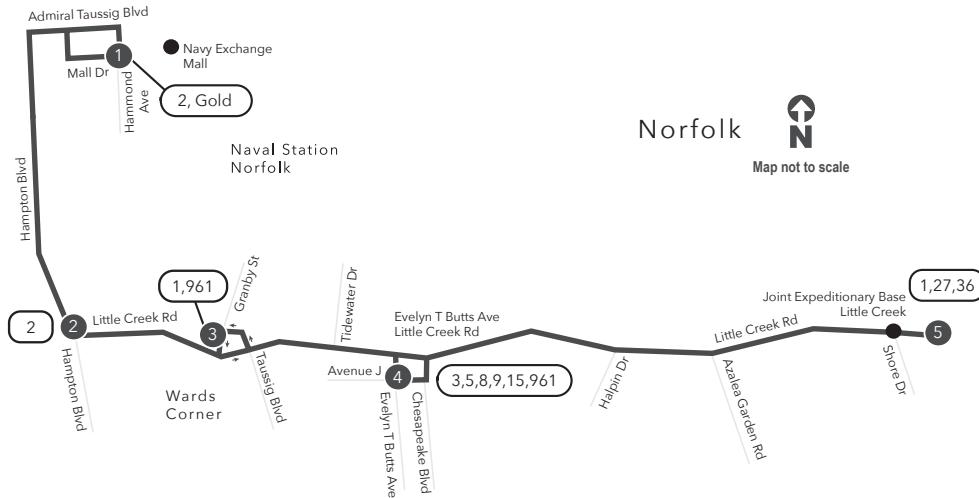 Admiral Taussig Blvd
1
Navy Exchange
Mall
Mall Dr
Hammond
Ave
2, Gold
Norfolk
N
Map not to scale
Naval Station
Norfolk
Hampton Blvd
Granby St
1,961
Tidewater Dr
1,27,36
Joint Expeditionary Base
Little Creek
2
2
Little Creek Rd
3
Evelyn T Butts Ave
Little Creek Rd
Little Creek Rd
5
Hampton Blvd
Wards
Corner
Taussig Blvd
Avenue J
4
3,5,8,9,15,961
Halpin Dr
Shore Dr
Azalea Garden Rd
Evelyn T Butts Ave
Chesapeake Blvd